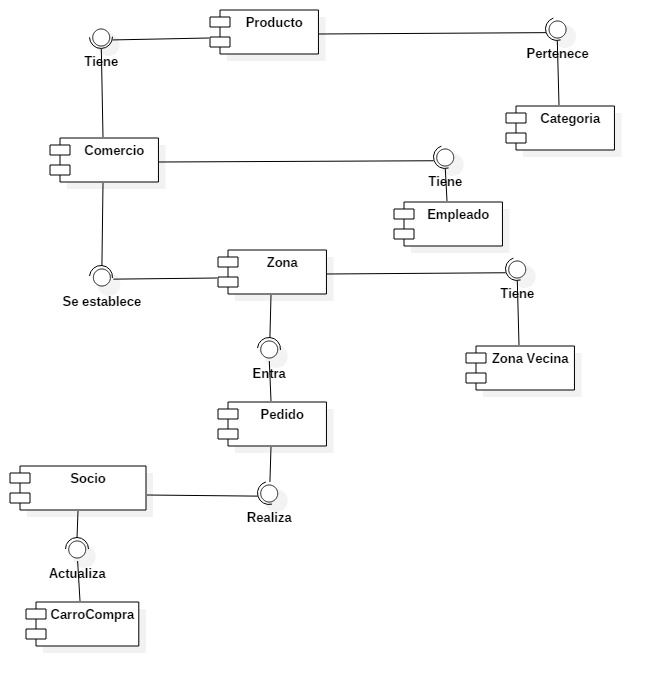 Producto
Tiene
Pertenece
Categoria
Comercio
Tiene
Empleado
Zona
Se establece
Tiene
Zona Vecina
Entra
Pedido
Socio
Realiza
Actualiza
CarroCompra